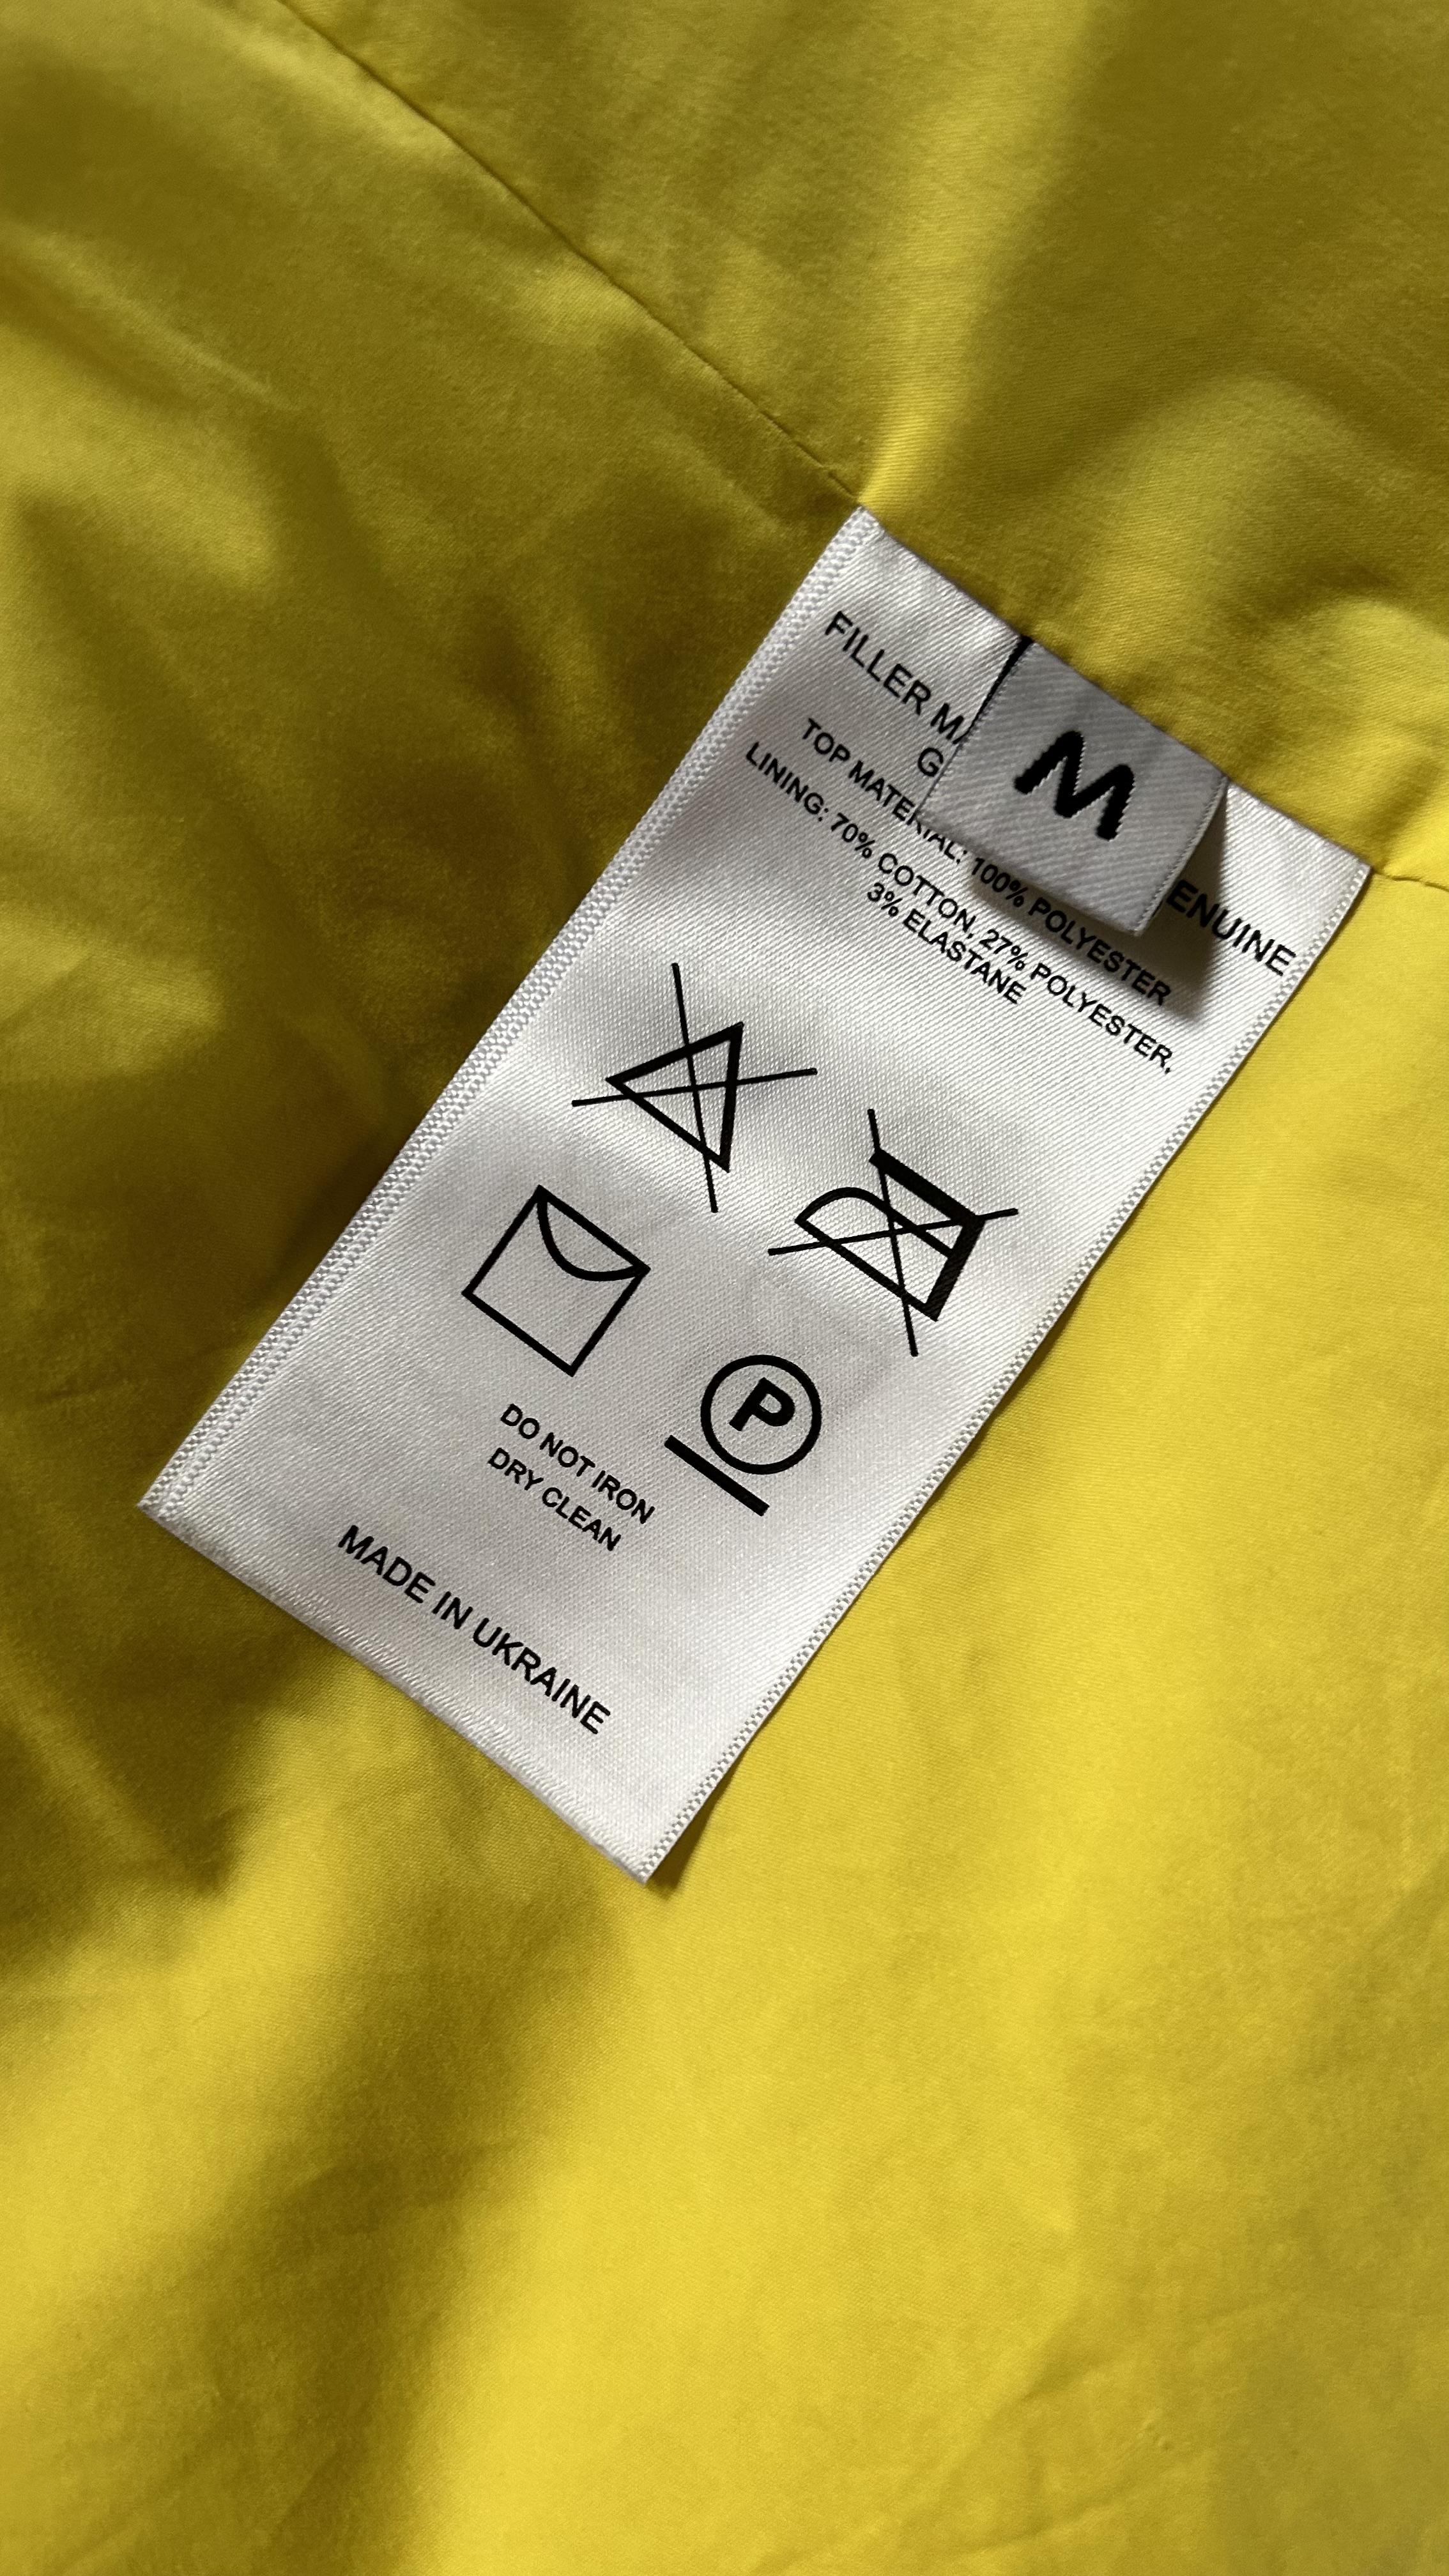 M
FILLER
ENUINE
TOP MATERIAL: 100% POLYESTER
LINING: 70% COTTON, 27% POLYESTER,
3% ELASTANE
P
DO NOT IRON
DRY CLEAN
MADE IN UKRAINE